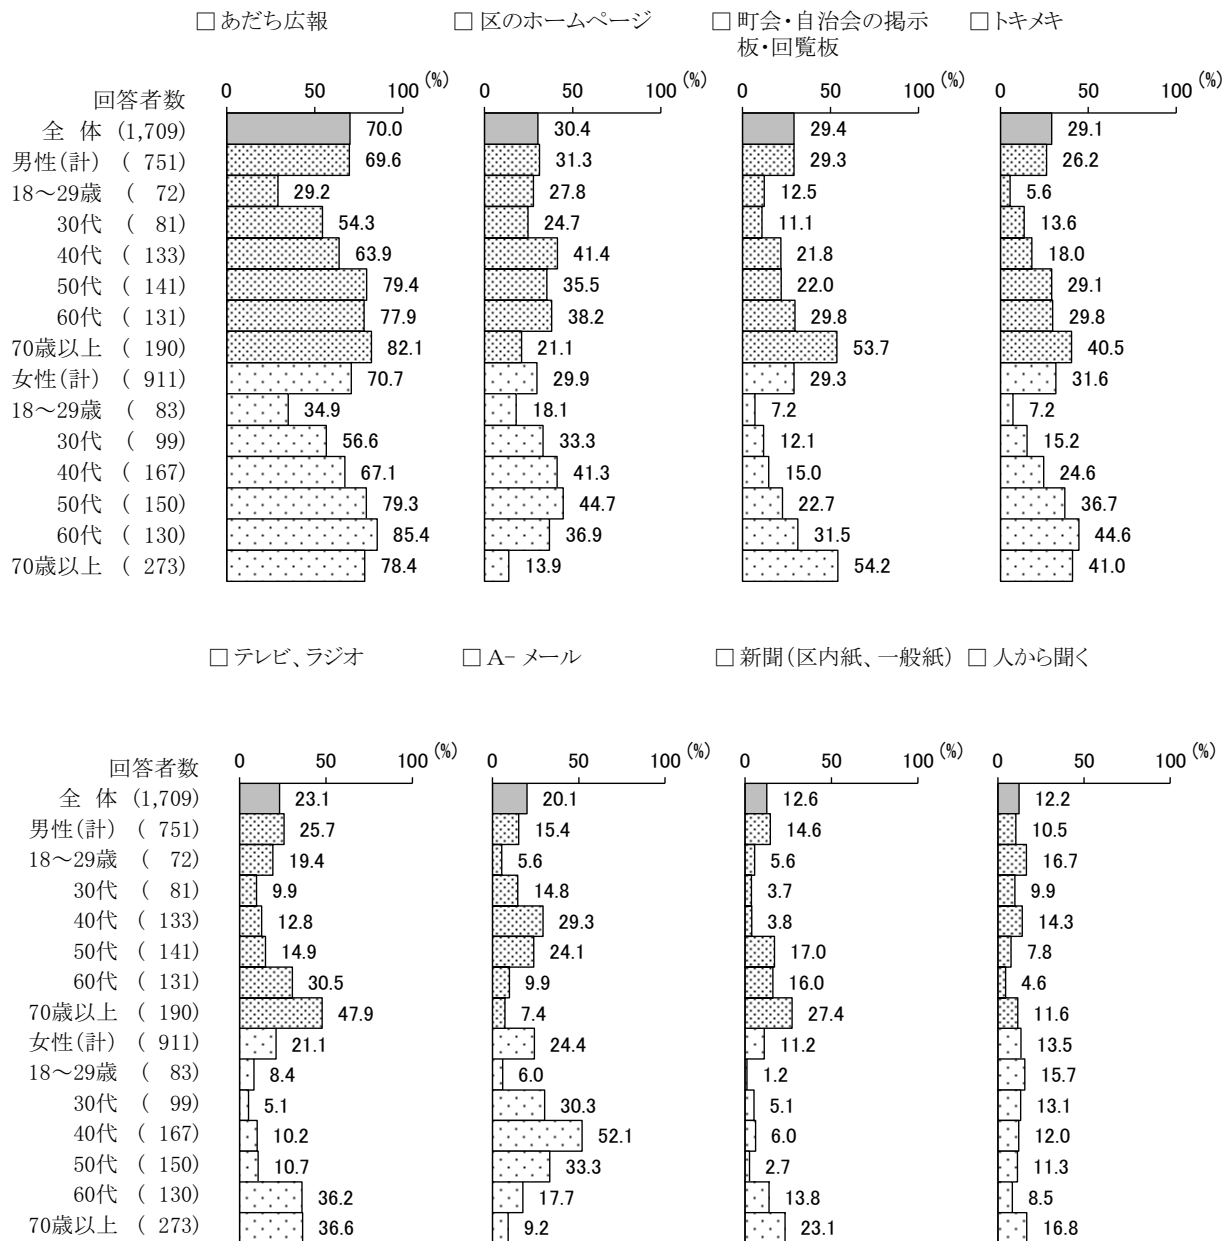 □あだち広報 □区のホームページ □町会・自治会の掲示 □トキメキ
板・回覧板
0 50 100 (%) 0 50 100 (%) 0 50 100 (%) 0 50 100 (%)
回答者数
全 体 (1,709) 70.0 30.4 29.4 29.1
男性(計) ( 751) 69.6 31.3 29.3 26.2
18～29歳 ( 72) 29.2 27.8 12.5 5.6
30代 ( 81) 54.3 24.7 11.1 13.6
40代 ( 133) 63.9 41.4 21.8 18.0
50代 ( 141) 79.4 35.5 22.0 29.1
60代 ( 131) 77.9 38.2 29.8 29.8
70歳以上 ( 190) 82.1 21.1 53.7 40.5
女性(計) ( 911) 70.7 29.9 29.3 31.6
18～29歳 ( 83) 34.9 18.1 7.2 7.2
30代 ( 99) 56.6 33.3 12.1 15.2
40代 ( 167) 67.1 41.3 15.0 24.6
50代 ( 150) 79.3 44.7 22.7 36.7
60代 ( 130) 85.4 36.9 31.5 44.6
70歳以上 ( 273) 78.4 13.9 54.2 41.0
□テレビ、ラジオ □A-メール □新聞(区内紙、一般紙) □人から聞く
0 50 100 (%) 0 50 100 (%) 0 50 100 (%) 0 50 100 (%)
回答者数
全 体 (1,709) 23.1 20.1 12.6 12.2
男性(計) ( 751) 25.7 15.4 14.6 10.5
18～29歳 ( 72) 19.4 5.6 5.6 16.7
30代 ( 81) 9.9 14.8 3.7 9.9
40代 ( 133) 12.8 29.3 3.8 14.3
50代 ( 141) 14.9 24.1 17.0 7.8
60代 ( 131) 30.5 9.9 16.0 4.6
70歳以上 ( 190) 47.9 7.4 27.4 11.6
女性(計) ( 911) 21.1 24.4 11.2 13.5
18～29歳 ( 83) 8.4 6.0 1.2 15.7
30代 ( 99) 5.1 30.3 5.1 13.1
40代 ( 167) 10.2 52.1 6.0 12.0
50代 ( 150) 10.7 33.3 2.7 11.3
60代 ( 130) 36.2 17.7 13.8 8.5
70歳以上 ( 273) 36.6 9.2 23.1 16.8